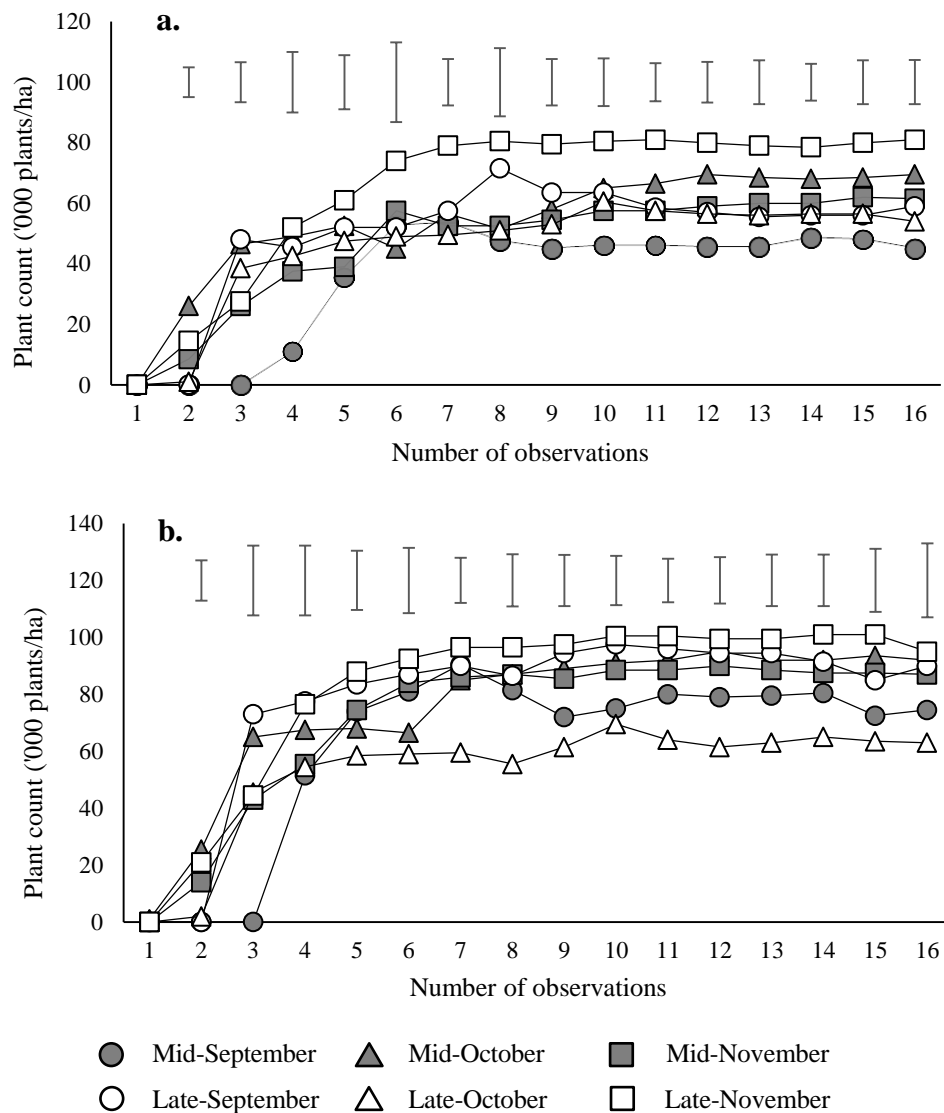 a.
Plant count ('000 plants/ha)
120
100
80
60
40
20
0
1 2 3 4 5 6 7 8 9 10 11 12 13 14 15 16
Number of observations
b.
Plant count ('000 plants/ha)
140
120
100
80
60
40
20
0
1 2 3 4 5 6 7 8 9 10 11 12 13 14 15 16
Number of observations
Mid-September Mid-October Mid-November
Late-September Late-October Late-November